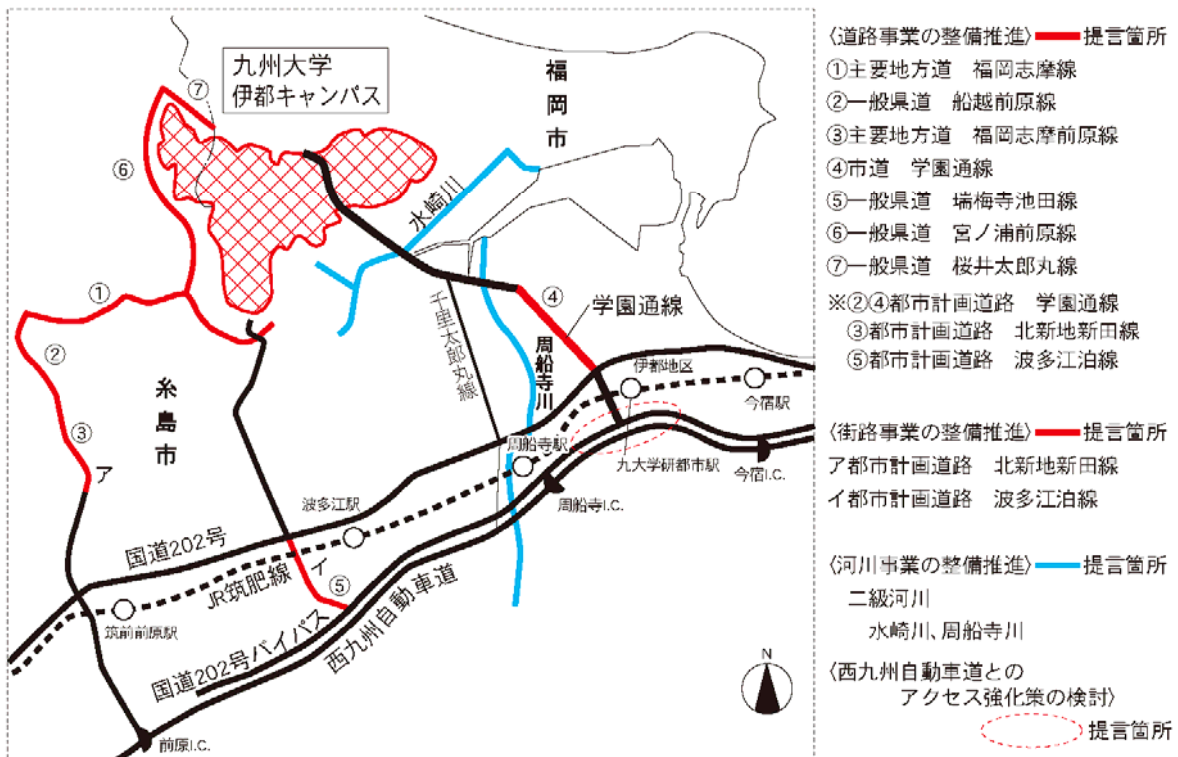 九州大学
伊都キャンパス
福岡市
⑦
⑥
水崎川
①
④
学園通線
②
千里太郎丸線
周船寺川
伊都地区
糸島市
今宿駅
③
ア
周船寺駅
九大学研都市駅
今宿I.C.
波多江駅
周船寺I.C.
国道202号
JR筑肥線
イ
⑤
筑前前原駅
国道202号バイパス
西九州自動車道
N
前原I.C.
〈道路事業の整備推進〉 提言箇所
①主要地方道 福岡志摩線
②一般県道 船越前原線
③主要地方道 福岡志摩前原線
④市道 学園通線
⑤一般県道 瑞梅寺池田線
⑥一般県道 宮ノ浦前原線
⑦一般県道 桜井太郎丸線
※②④都市計画道路 学園通線
③都市計画道路 北新地新田線
⑤都市計画道路 波多江泊線
〈街路事業の整備推進〉 提言箇所
ア都市計画道路 北新地新田線
イ都市計画道路 波多江泊線
〈河川事業の整備推進〉 提言箇所
二級河川
水崎川、周船寺川
〈西九州自動車道との
アクセス強化策の検討〉
提言箇所